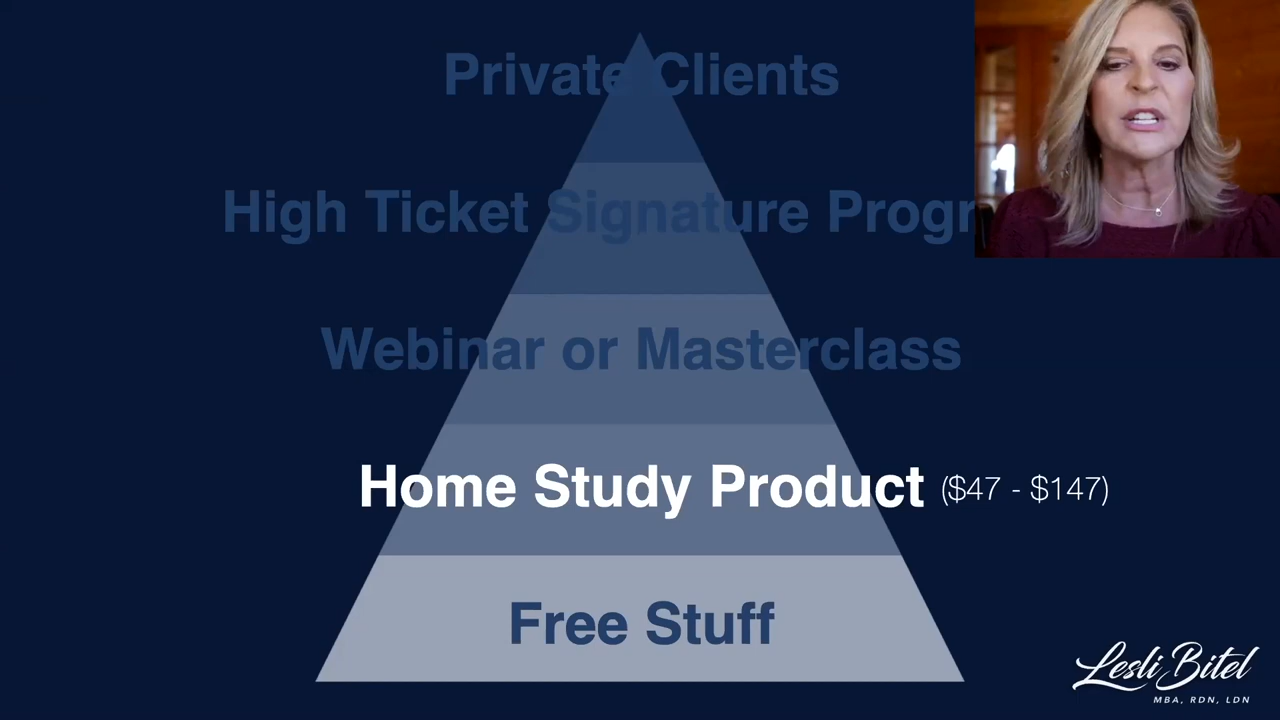 Private Clients
High Ticket Signature Progr
Webinar or Masterclass
Home Study Product ($47 - $147)
Free Stuff
Lesli Bitel
MBA, RDN, LDN